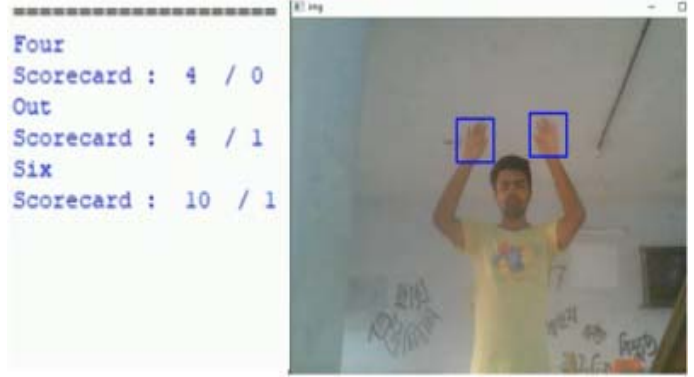 ====================
Four
Scorecard :  4  / 0
Out
Scorecard :  4  / 1
Six
Scorecard :  10  / 1
img